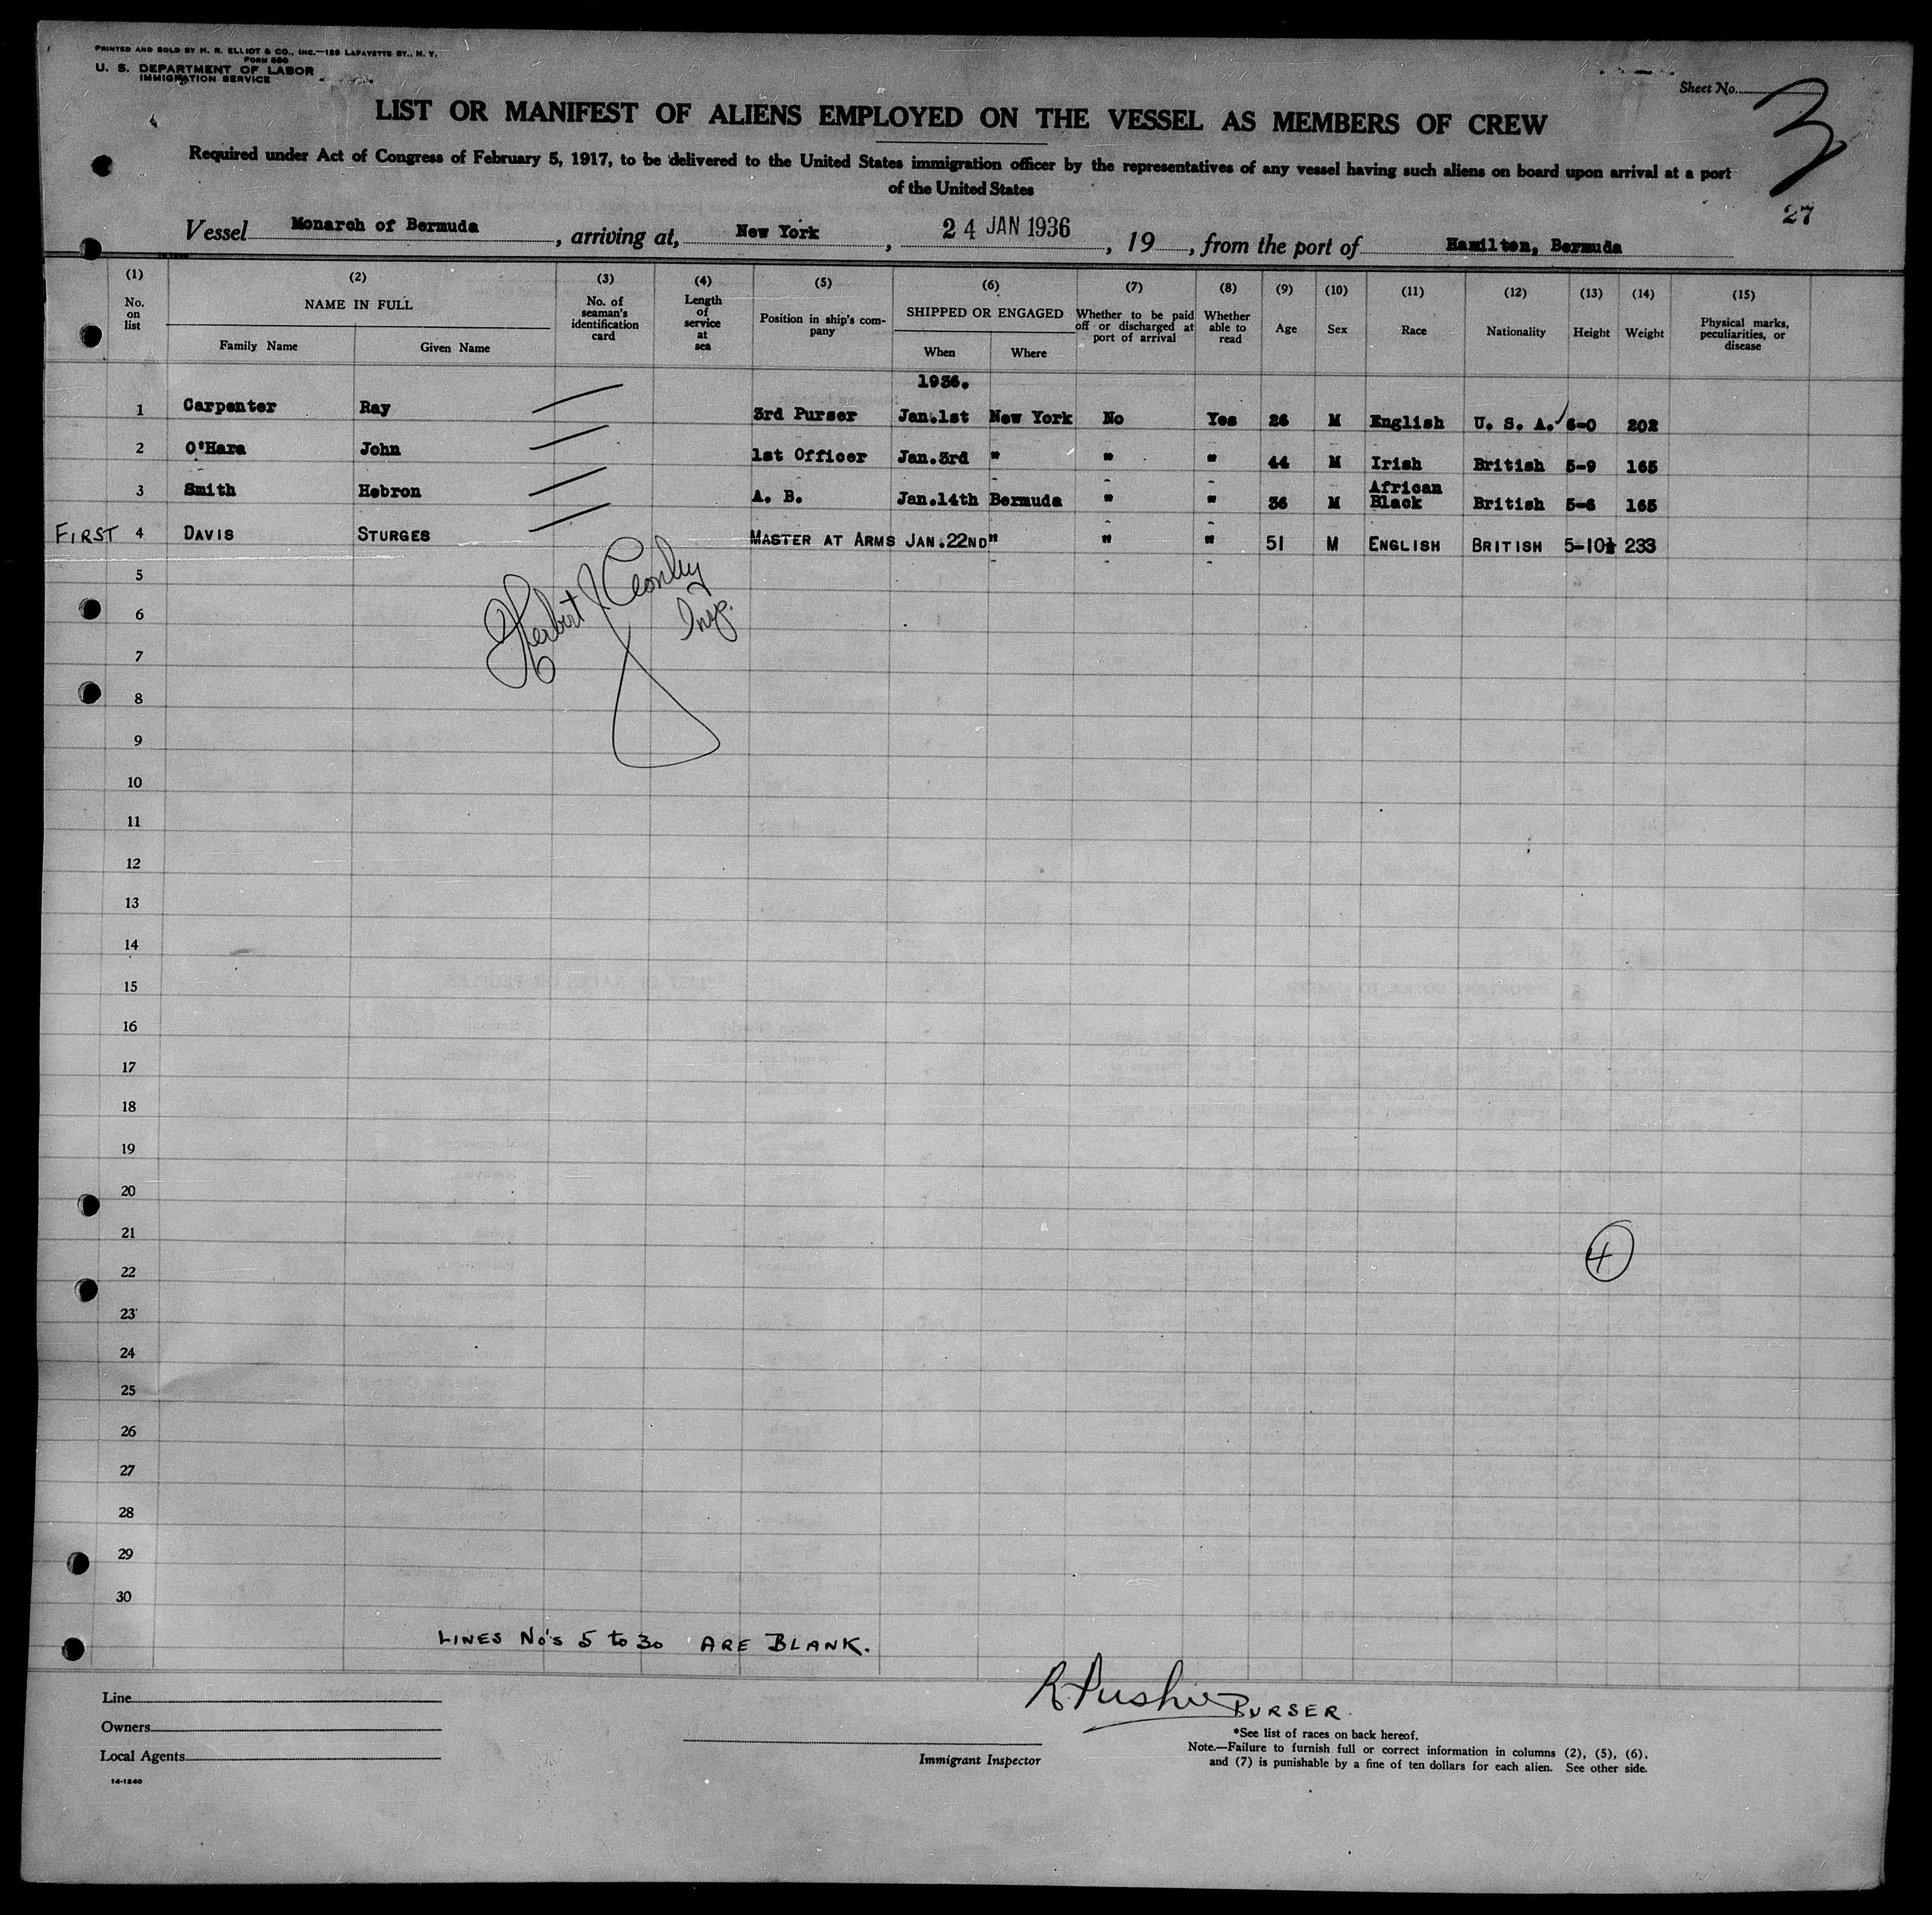 PRINTED AND SOLD BY H. R. ELLIOT & CO., INC.—129 LAFAYETTE ST., N. Y.
FORM 680
U. S. DEPARTMENT OF LABOR
IMMIGRATION SERVICE
Sheet No. 3
LIST OR MANIFEST OF ALIENS EMPLOYED ON THE VESSEL AS MEMBERS OF CREW
Required under Act of Congress of February 5, 1917, to be delivered to the United States immigration officer by the representatives of any vessel having such aliens on board upon arrival at a port
of the United States
27
Vessel Monarch of Bermuda, arriving at, New York, 24 JAN 1936, 19, from the port of Hamilton, Bermuda
(1) (2) (3) (4) (5) (6) (7) (8) (9) (10) (11) (12) (13) (14) (15)
No. on list
NAME IN FULL
Family Name Given Name
No. of seaman's identification card
Length of service at sea
Position in ship's company
SHIPPED OR ENGAGED
When Where
Whether to be paid off or discharged at port of arrival
Whether able to read
Age
Sex
Race
Nationality
Height
Weight
Physical marks, peculiarities, or disease
1936.
1 Carpenter Ray 3rd Purser Jan.1st New York No Yes 26 M English U. S. A. 6-0 202
2 O'Hara John 1st Officer Jan.3rd " " " 44 M Irish British 5-9 165
3 Smith Hebron A. B. Jan.14th Bermuda " " 36 M African Black British 5-6 165
FIRST 4 DAVIS STURGES MASTER AT ARMS JAN.22ND " " " 51 M ENGLISH BRITISH 5-10½ 233
Herbert J Insp.
5
6
7
8
9
10
11
12
13
14
15
16
17
18
19
20
21
4
22
23
24
25
26
27
28
29
30
LINES No's 5 to 30 ARE BLANK.
PURSER.
Line
Owners
Local Agents
14-1240
Immigrant Inspector
*See list of races on back hereof.
Note.—Failure to furnish full or correct information in columns (2), (5), (6),
and (7) is punishable by a fine of ten dollars for each alien. See other side.